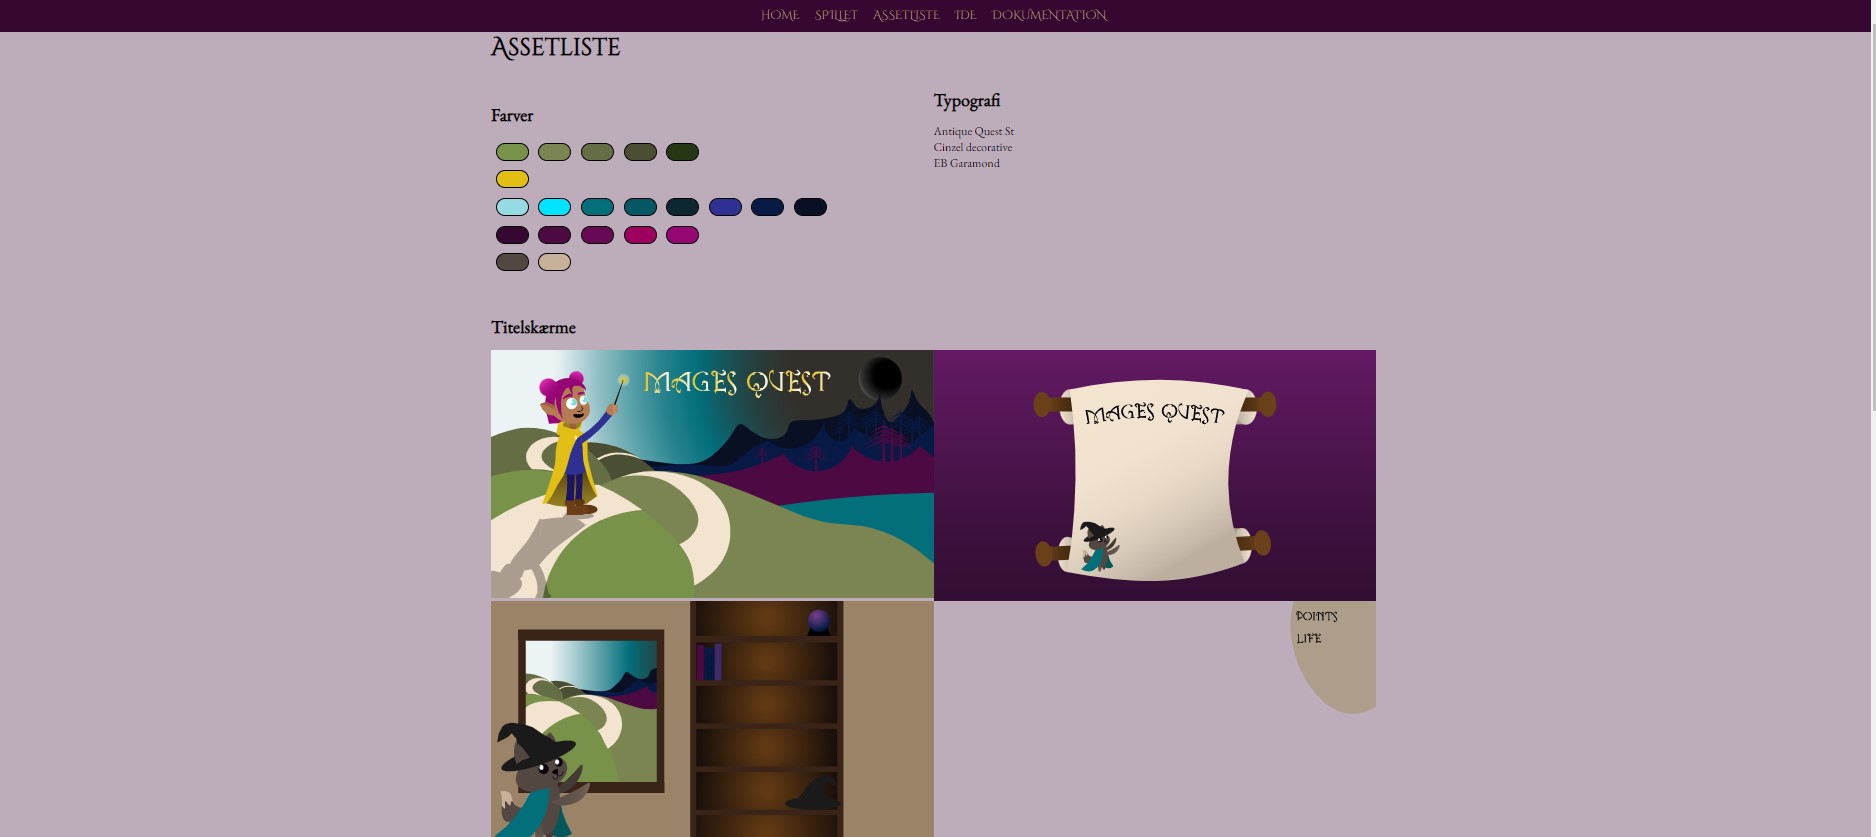 HOME SPILLET ASSETLISTE IDE DOKUMENTATION
ASSETLISTE
Farver
Typografi
Antique Quest St
Cinzel decorative
EB Garamond
Titelskærme
MAGES QUEST
MAGES QUEST
POINTS
LIFE